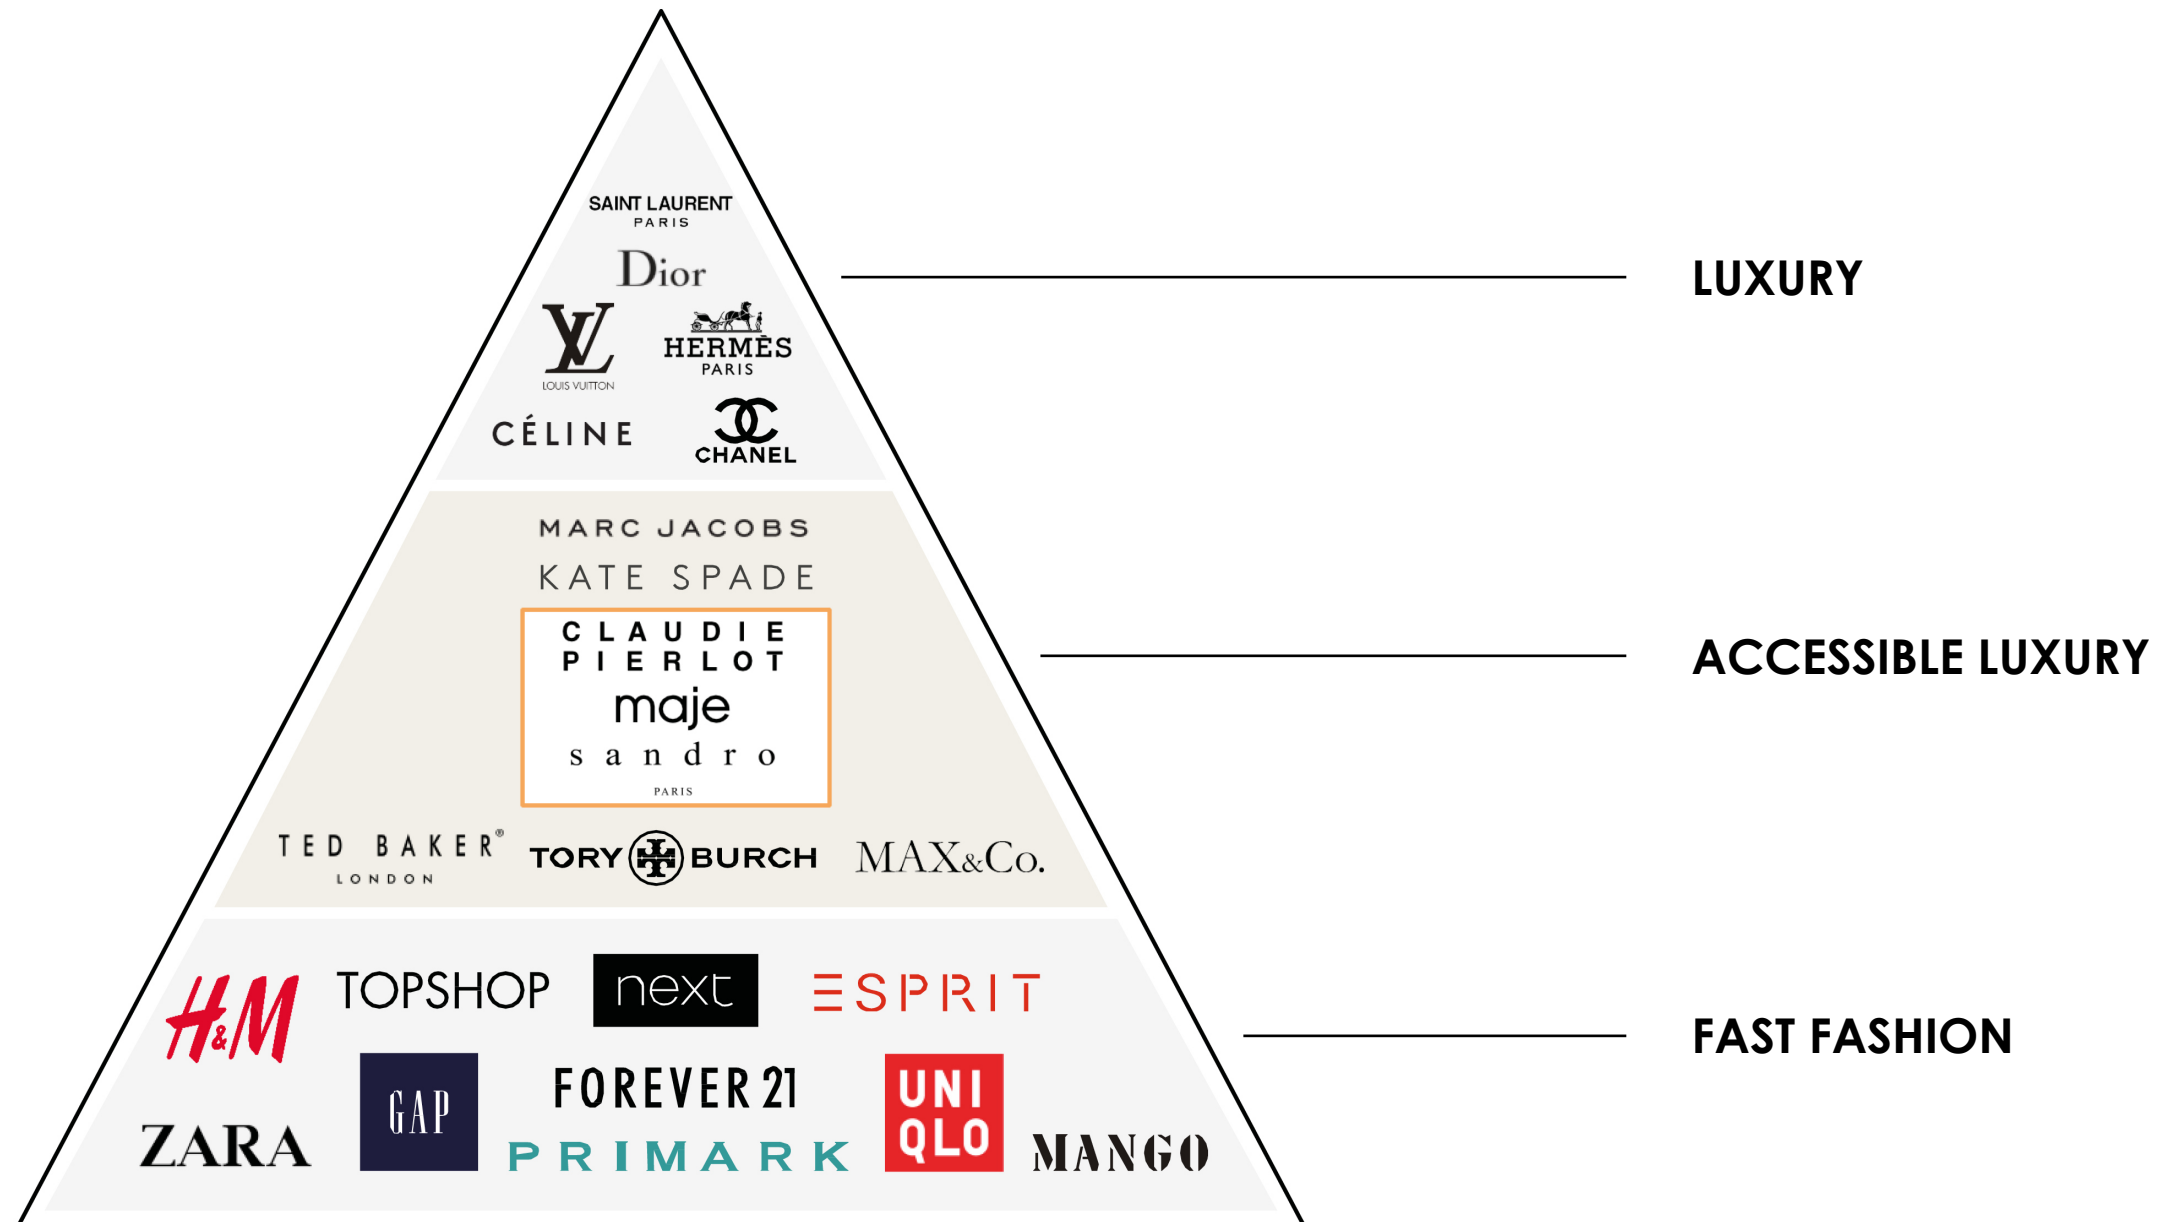 SAINT LAURENT
PARIS
Dior
LV
LOUIS VUITTON
HERMÈS
PARIS
CÉLINE
CHANEL
LUXURY
MARC JACOBS
KATE SPADE
CLAUDIE
PIERLOT
maje
sandro
PARIS
TED BAKER®
LONDON
TORY BURCH
MAX&Co.
ACCESSIBLE LUXURY
H&M
TOPSHOP
next
ESPRIT
ZARA
GAP
FOREVER 21
PRIMARK
UNI
QLO
MANGO
FAST FASHION